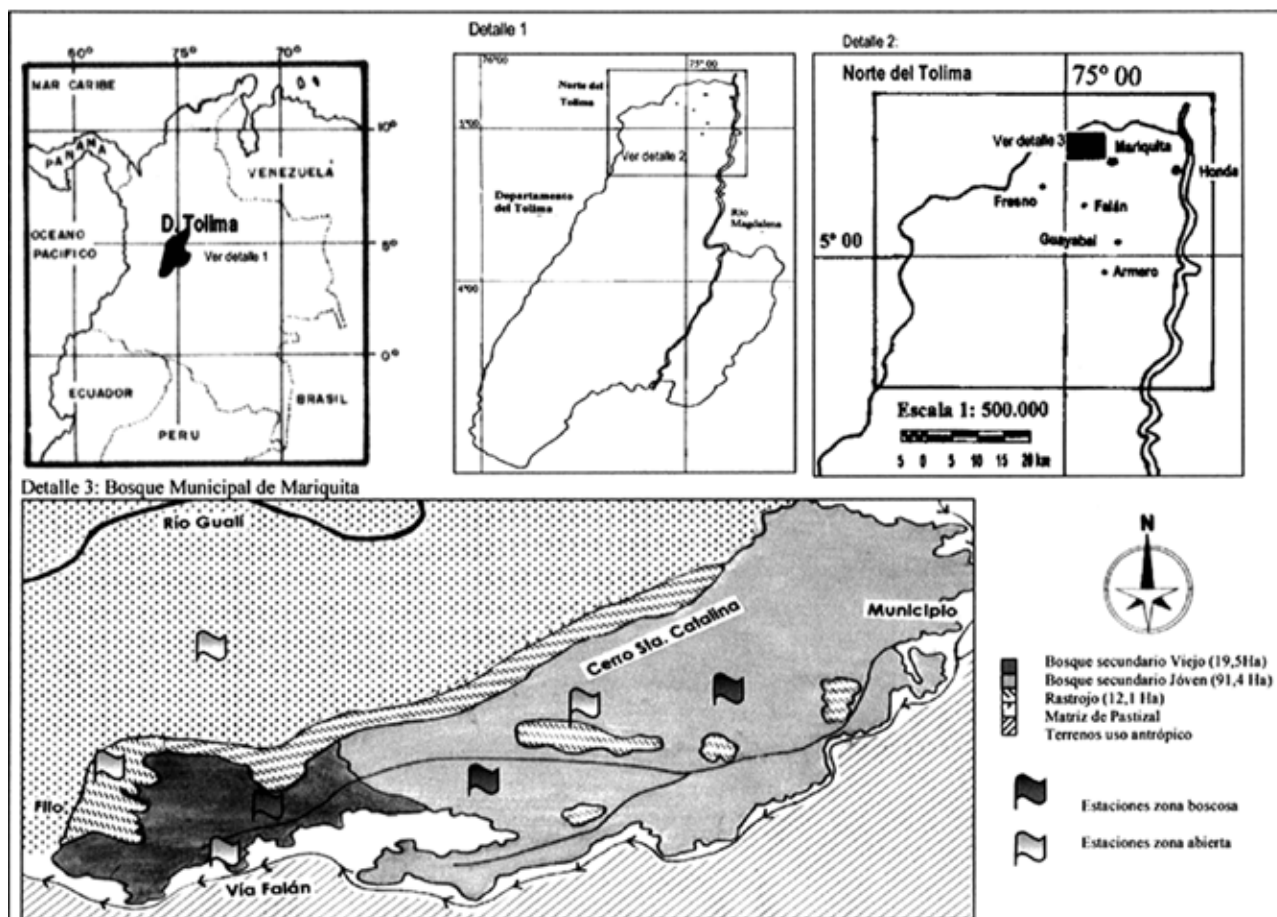 60° 75° 70°
MAR CARIBE
10°
PANAMA
VENEZUELA
D. Tolima
OCEANO
PACIFICO
5°
Ver detalle 1
0°
ECUADOR
BRASIL
PERU
Detalle 1
76°00 75°00
Norte del
Tolima
5°00
Ver detalle 2
Departamento
del Tolima
Río
Magdalena
4°00
Detalle 2:
Norte del Tolima
75° 00
Ver detalle 3
Mariquita
Honda
Fresno
Falán
Guayabal
5° 00
Armero
Escala 1: 500.000
5 0 5 10 15 20 km
Detalle 3: Bosque Municipal de Mariquita
Río Gualí
Cerro Sta. Catalina
Municipio
Filo
Vía Falán
N
Bosque secundario Viejo (19,5Ha)
Bosque secundario Jóven (91,4 Ha)
Rastrojo (12,1 Ha)
Matriz de Pastizal
Terrenos uso antrópico
Estaciones zona boscosa
Estaciones zona abierta